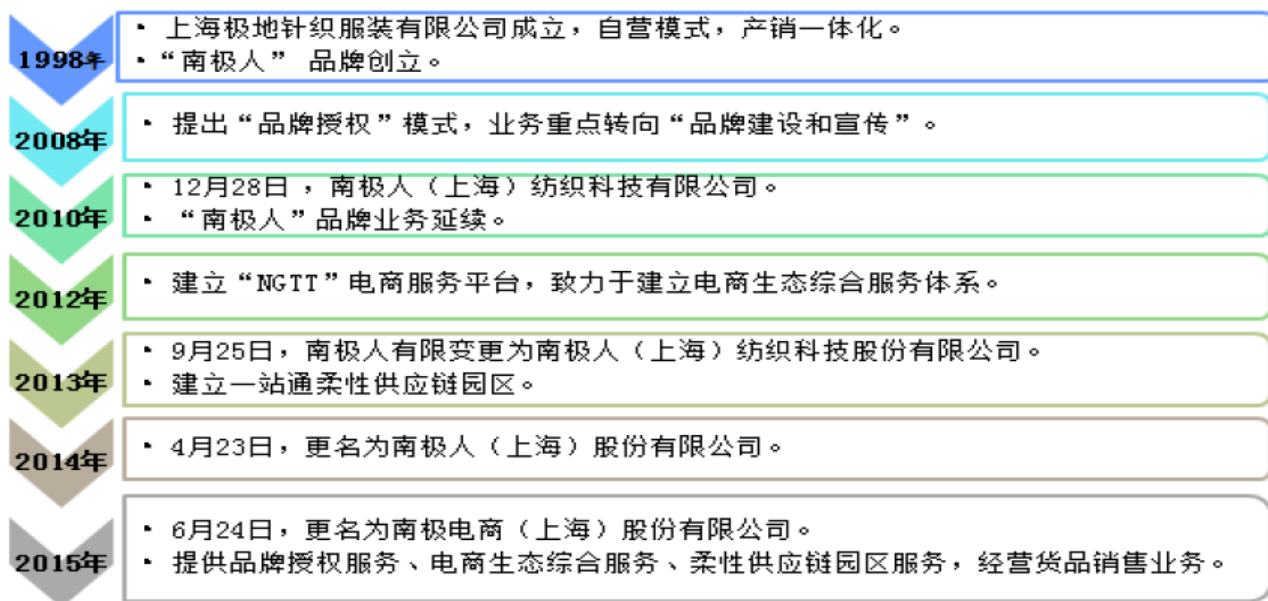 1998年
· 上海极地针织服装有限公司成立，自营模式，产销一体化。
· “南极人” 品牌创立。
2008年
· 提出“品牌授权”模式，业务重点转向“品牌建设和宣传”。
2010年
· 12月28日，南极人（上海）纺织科技有限公司。
· “南极人”品牌业务延续。
2012年
· 建立“NGTT”电商服务平台，致力于建立电商生态综合服务体系。
2013年
· 9月25日，南极人有限变更为南极人（上海）纺织科技股份有限公司。
· 建立一站通柔性供应链园区。
2014年
· 4月23日，更名为南极人（上海）股份有限公司。
2015年
· 6月24日，更名为南极电商（上海）股份有限公司。
· 提供品牌授权服务、电商生态综合服务、柔性供应链园区服务，经营货品销售业务。